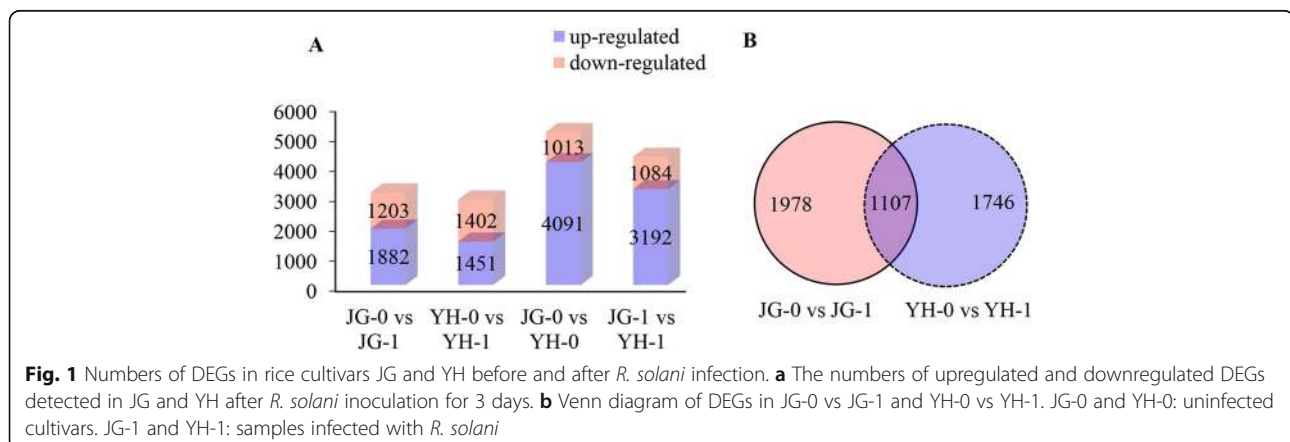 A
up-regulated
down-regulated
B
6000
5000
4000
3000
2000
1000
0
1203
1882
1402
1451
1013
4091
1084
3192
JG-0 vs JG-1
YH-0 vs YH-1
JG-0 vs YH-0
JG-1 vs YH-1
1978
1107
1746
JG-0 vs JG-1
YH-0 vs YH-1
Fig. 1 Numbers of DEGs in rice cultivars JG and YH before and after R. solani infection. a The numbers of upregulated and downregulated DEGs
detected in JG and YH after R. solani inoculation for 3 days. b Venn diagram of DEGs in JG-0 vs JG-1 and YH-0 vs YH-1. JG-0 and YH-0: uninfected
cultivars. JG-1 and YH-1: samples infected with R. solani